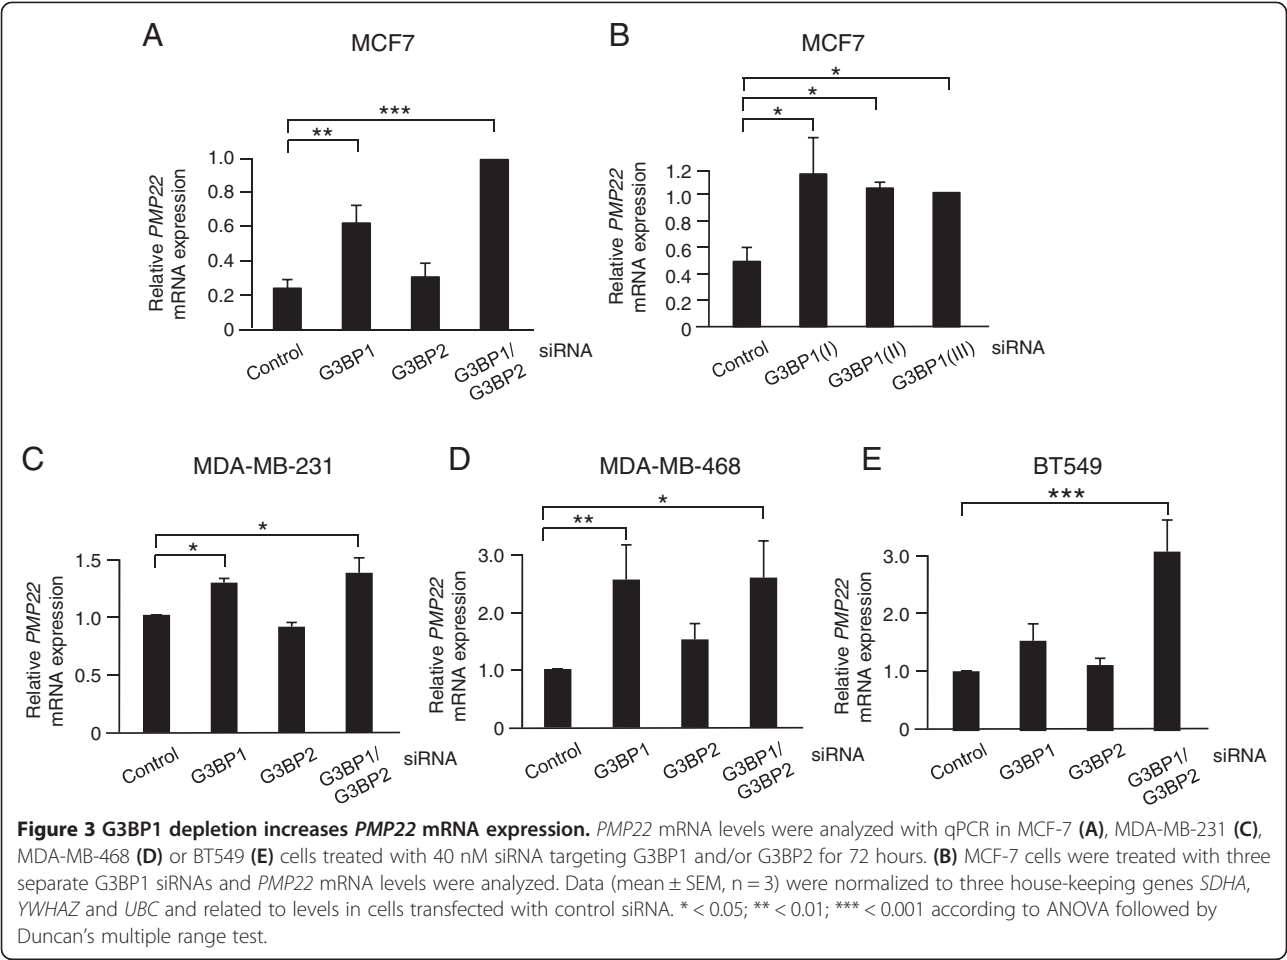 A
MCF7
***
**
Relative PMP22
mRNA expression
1.0
0.8
0.6
0.4
0.2
0
Control
G3BP1
G3BP2
G3BP1/
G3BP2
siRNA
B
MCF7
*
*
*
Relative PMP22
mRNA expression
1.2
1.0
0.8
0.6
0.4
0.2
0
Control
G3BP1(I)
G3BP1(II)
G3BP1(III)
siRNA
C
MDA-MB-231
*
*
Relative PMP22
mRNA expression
1.5
1.0
0.5
0
Control
G3BP1
G3BP2
G3BP1/
G3BP2
siRNA
D
MDA-MB-468
*
**
Relative PMP22
mRNA expression
3.0
2.0
1.0
0
Control
G3BP1
G3BP2
G3BP1/
G3BP2
siRNA
E
BT549
***
Relative PMP22
mRNA expression
3.0
2.0
1.0
0
Control
G3BP1
G3BP2
G3BP1/
G3BP2
siRNA
Figure 3 G3BP1 depletion increases PMP22 mRNA expression. PMP22 mRNA levels were analyzed with qPCR in MCF-7 (A), MDA-MB-231 (C),
MDA-MB-468 (D) or BT549 (E) cells treated with 40 nM siRNA targeting G3BP1 and/or G3BP2 for 72 hours. (B) MCF-7 cells were treated with three
separate G3BP1 siRNAs and PMP22 mRNA levels were analyzed. Data (mean ± SEM, n = 3) were normalized to three house-keeping genes SDHA,
YWHAZ and UBC and related to levels in cells transfected with control siRNA. * < 0.05; ** < 0.01; *** < 0.001 according to ANOVA followed by
Duncan's multiple range test.